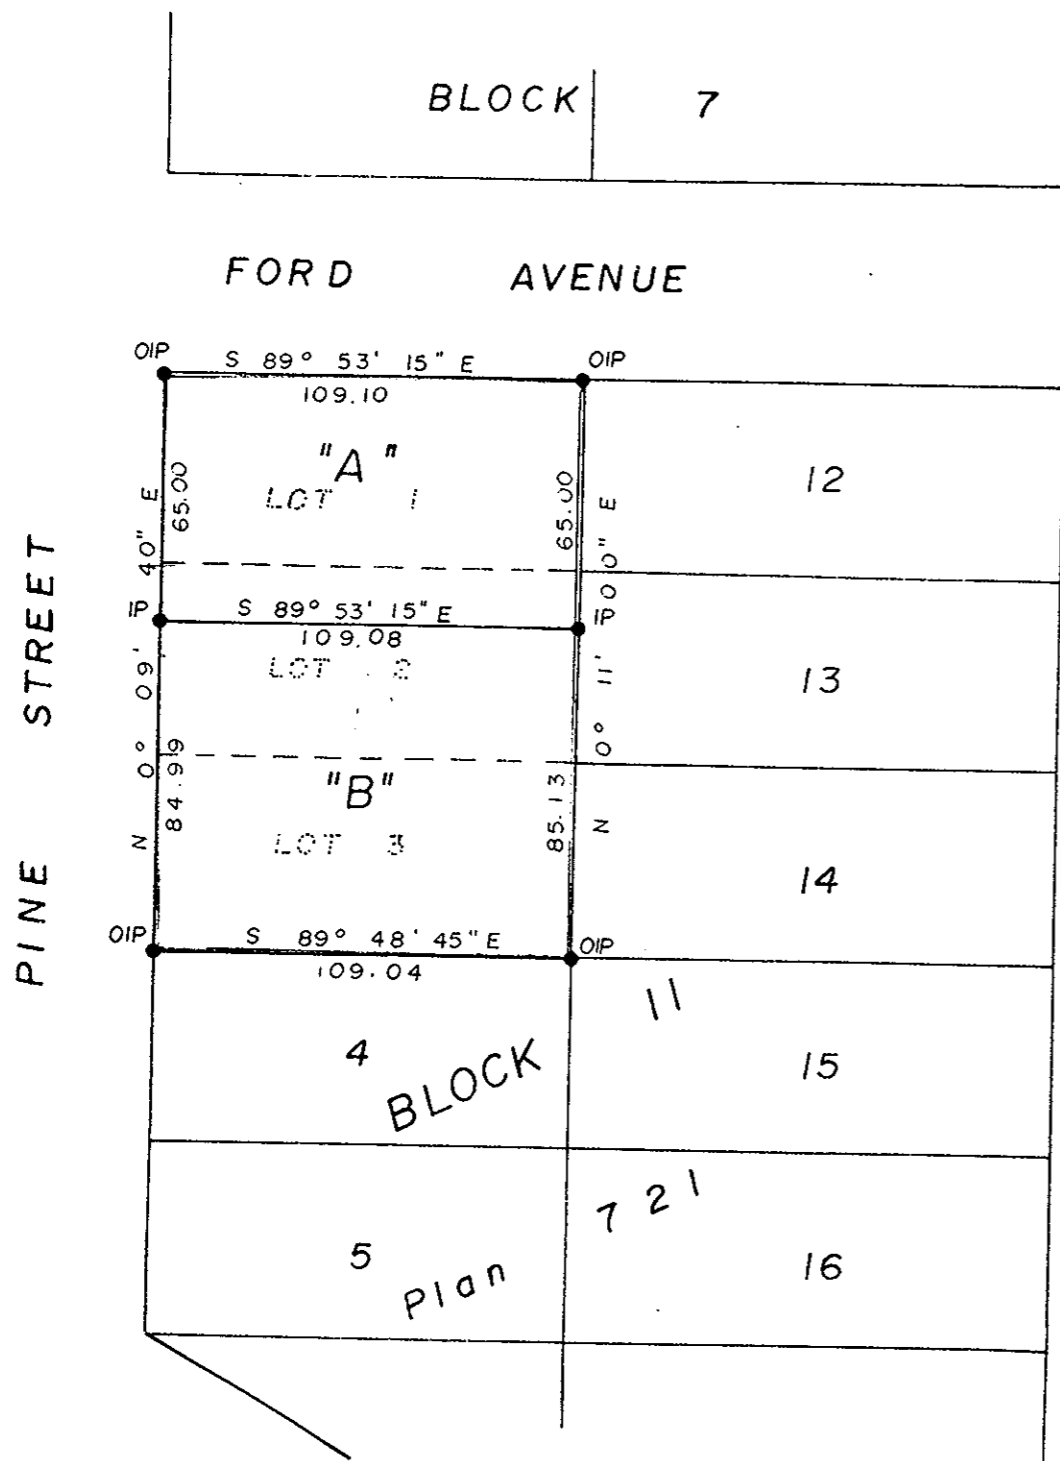 BLOCK 7
FORD AVENUE
OIP S 89° 53' 15" E OIP
109.10
"A"
LOT 1
12
65.00
65.00
PINE STREET
N 0° 09' 40" E
N 0° 11' 00" E
IP S 89° 53' 15" E IP
109.08
LOT 2
13
84.99
85.13
"B"
LOT 3
14
OIP S 89° 48' 45" E OIP
109.04
4
BLOCK 11
15
5
Plan 721
16